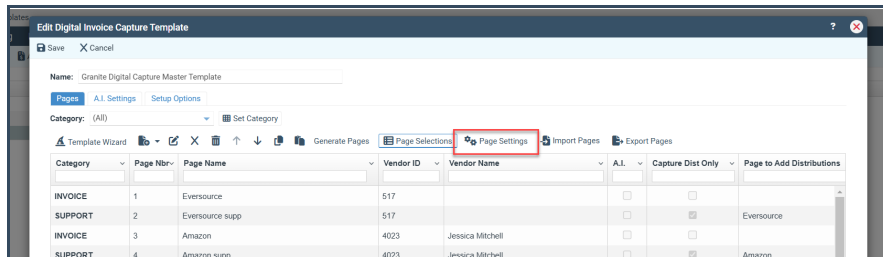 plates
Edit Digital Invoice Capture Template ?
Save X Cancel
Name: Granite Digital Capture Master Template
Pages A.I. Settings Setup Options
Category: (All) Set Category
Template Wizard Generate Pages Page Selections Page Settings Import Pages Export Pages
Category Page Nbr Page Name Vendor ID Vendor Name A.I. Capture Dist Only Page to Add Distributions
INVOICE 1 Eversource 517
SUPPORT 2 Eversource supp 517 Eversource
INVOICE 3 Amazon 4023 Jessica Mitchell
SUPPORT 4 Amazon supp 4023 Jessica Mitchell Amazon